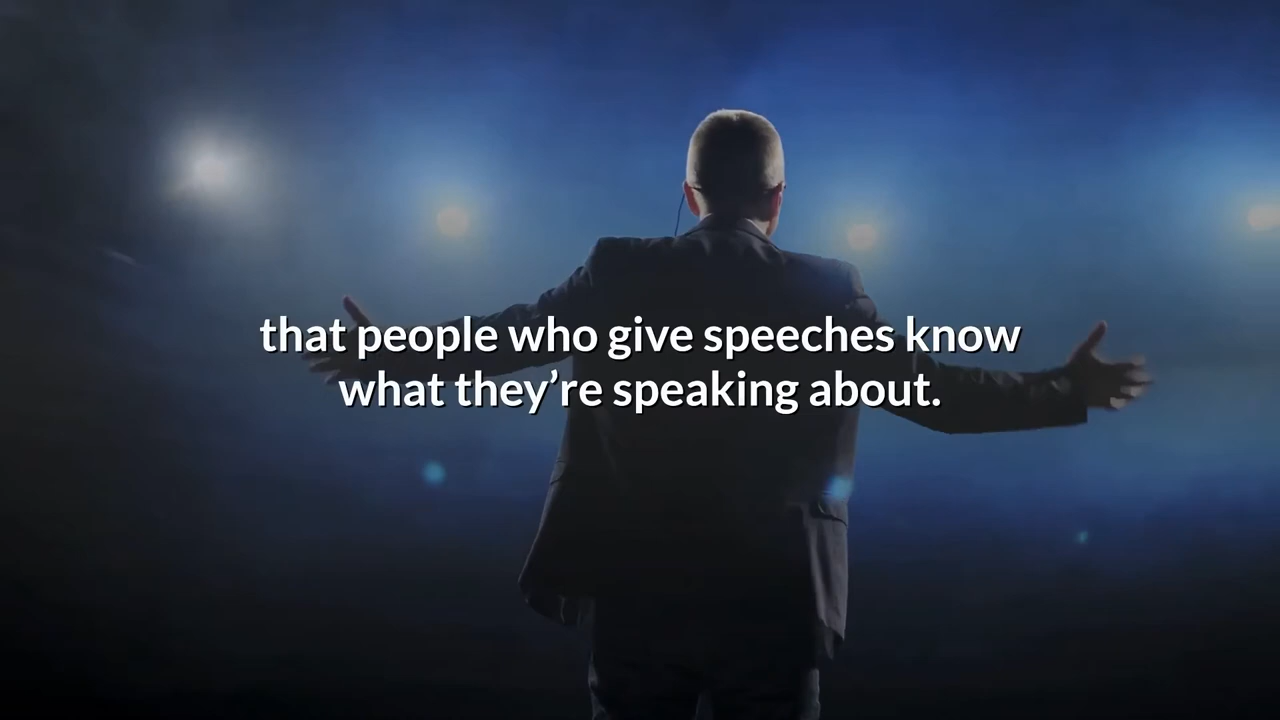 that people who give speeches know
what they’re speaking about.